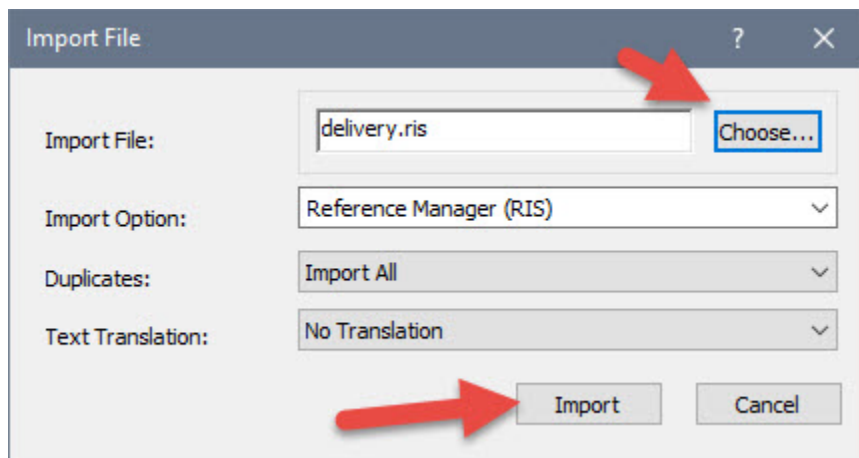 Import File
?
Import File:
delivery.ris
Choose...
Import Option:
Reference Manager (RIS)
Duplicates:
Import All
Text Translation:
No Translation
Import
Cancel